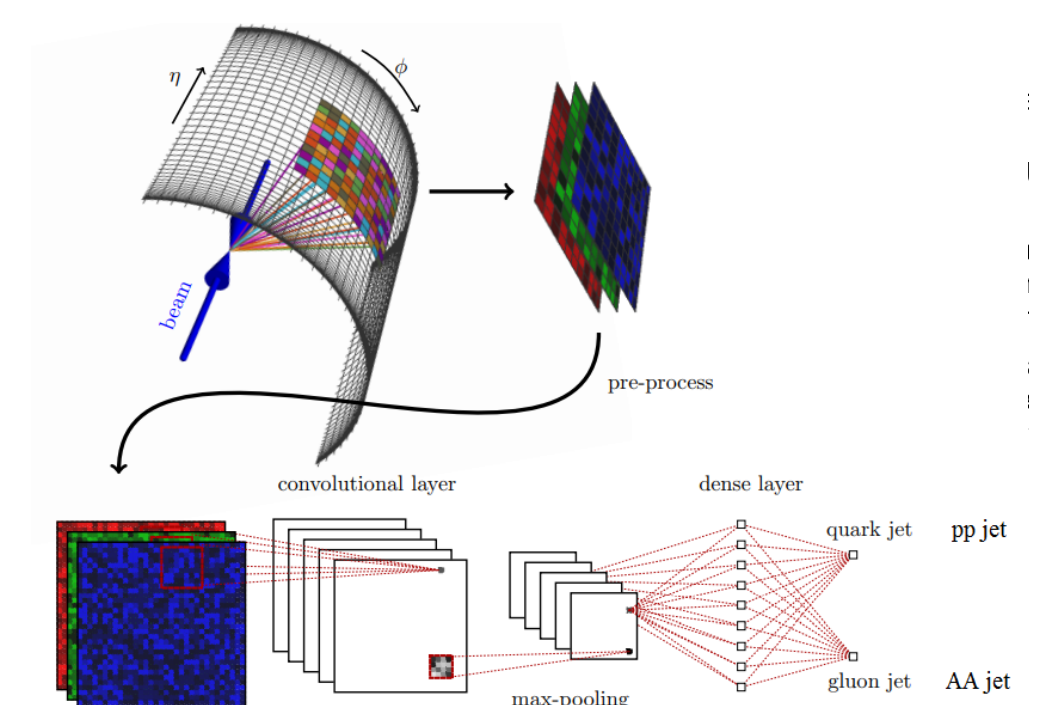 η
ϕ
beam
pre-process
convolutional layer
dense layer
quark jet
pp jet
gluon jet
AA jet
max-pooling